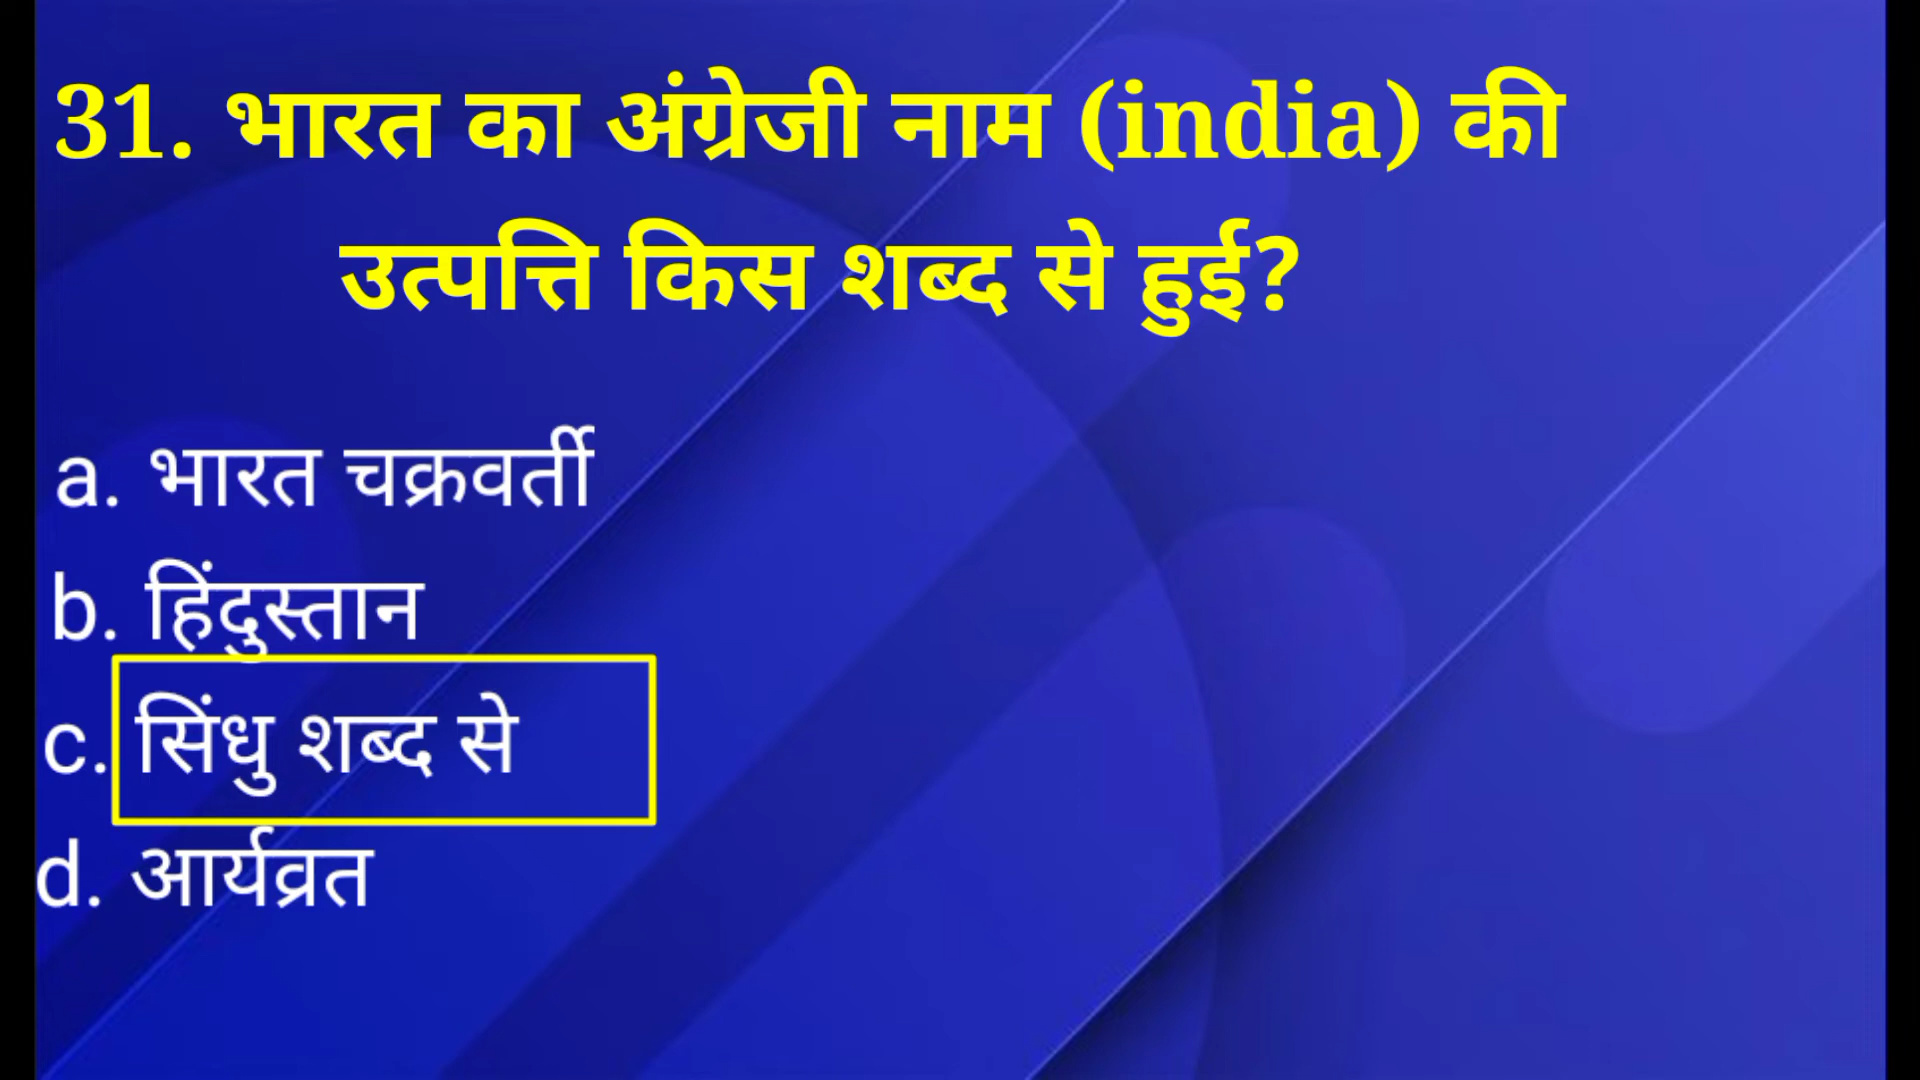 31. भारत का अंग्रेजी नाम (india) की
उत्पत्ति किस शब्द से हुई?
a. भारत चक्रवर्ती
b. हिंदुस्तान
c. सिंधु शब्द से
d. आर्यव्रत